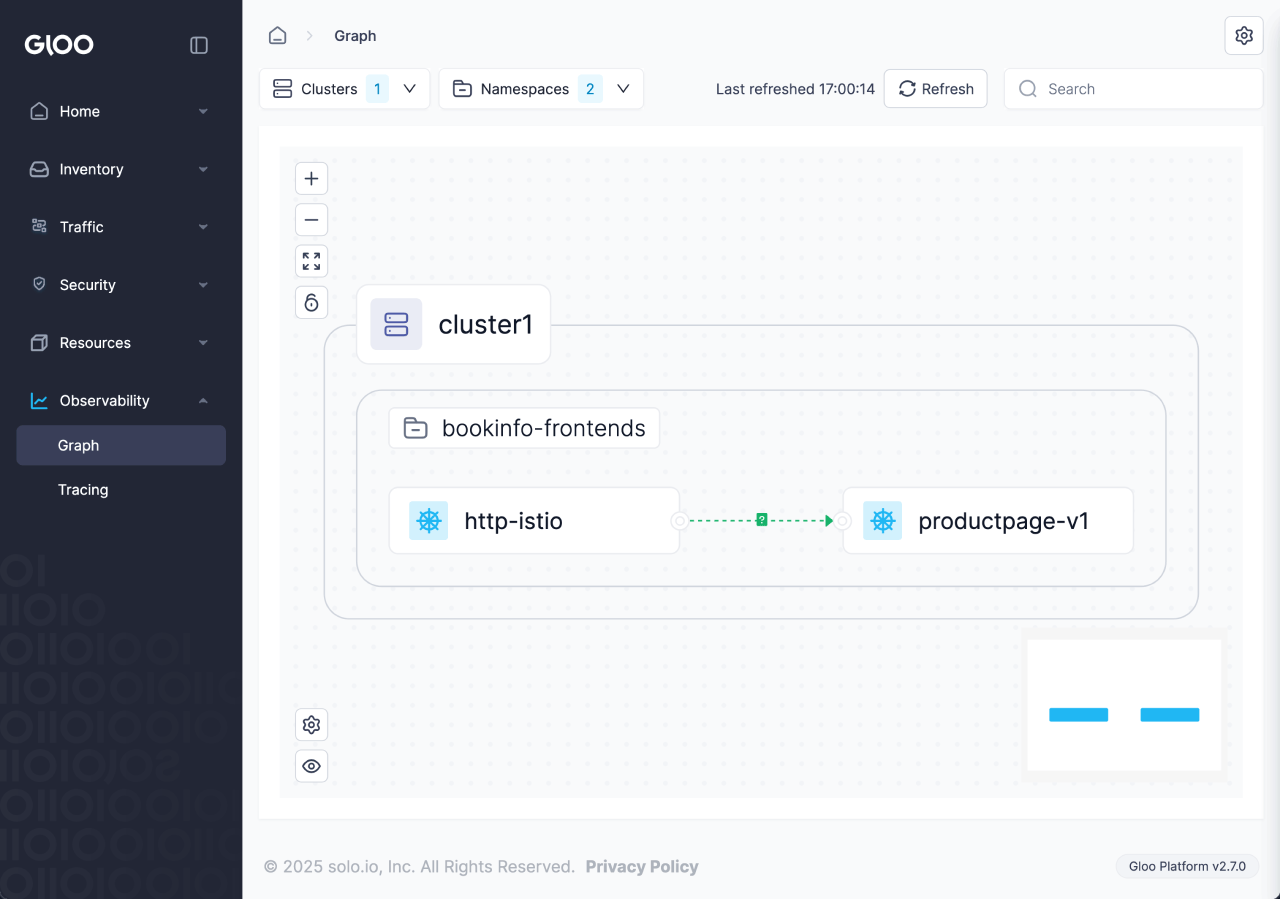 GLOO
Home
Inventory
Traffic
Security
Resources
Observability
Graph
Tracing
Graph
Clusters 1
Namespaces 2
Last refreshed 17:00:14
Refresh
Search
cluster1
bookinfo-frontends
http-istio
?
productpage-v1
© 2025 solo.io, Inc. All Rights Reserved. Privacy Policy
Gloo Platform v2.7.0